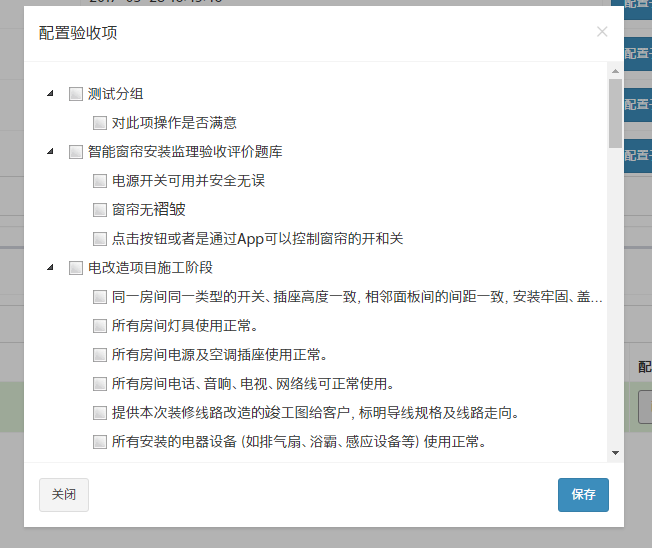 配置验收项
×
测试分组
对此项操作是否满意
智能窗帘安装监理验收评价题库
电源开关可用并安全无误
窗帘无褶皱
点击按钮或者是通过App可以控制窗帘的开和关
电改造项目施工阶段
同一房间同一类型的开关、插座高度一致, 相邻面板间的间距一致, 安装牢固、盖...
所有房间灯具使用正常。
所有房间电源及空调插座使用正常。
所有房间电话、音响、电视、网络线可正常使用。
提供本次装修线路改造的竣工图给客户, 标明导线规格及线路走向。
所有安装的电器设备 (如排气扇、浴霸、感应设备等) 使用正常。
关闭
保存
配置
配置
配置
配